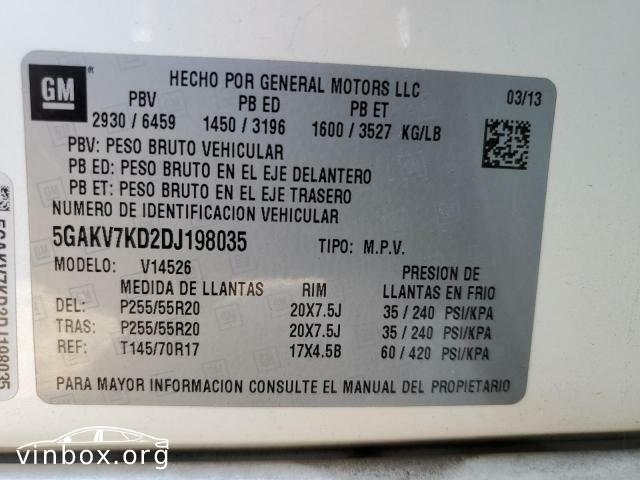 GM ®
HECHO POR GENERAL MOTORS LLC
03/13
PBV PB ED PB ET
2930 / 6459 1450 / 3196 1600 / 3527 KG/LB
PBV: PESO BRUTO VEHICULAR
PB ED: PESO BRUTO EN EL EJE DELANTERO
PB ET: PESO BRUTO EN EL EJE TRASERO
NUMERO DE IDENTIFICACION VEHICULAR
5GAKV7KD2DJ198035 TIPO: M.P.V.
MODELO: V14526 PRESION DE
MEDIDA DE LLANTAS RIM LLANTAS EN FRIO
DEL: P255/55R20 20X7.5J 35 / 240 PSI/KPA
TRAS: P255/55R20 20X7.5J 35 / 240 PSI/KPA
REF: T145/70R17 17X4.5B 60 / 420 PSI/KPA
PARA MAYOR INFORMACION CONSULTE EL MANUAL DEL PROPIETARIO
5GAKV7KD2DJ198035
vinbox.org